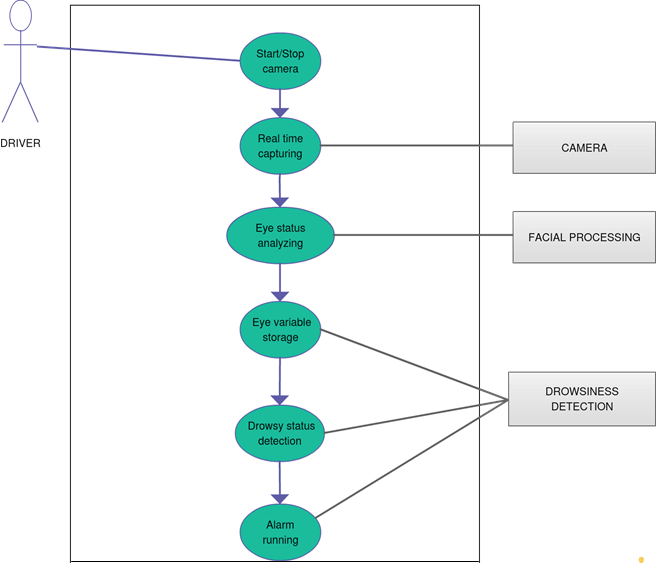 Start/Stop
camera
DRIVER
Real time
capturing
CAMERA
Eye status
analyzing
FACIAL PROCESSING
Eye variable
storage
DROWSINESS
DETECTION
Drowsy status
detection
Alarm
running